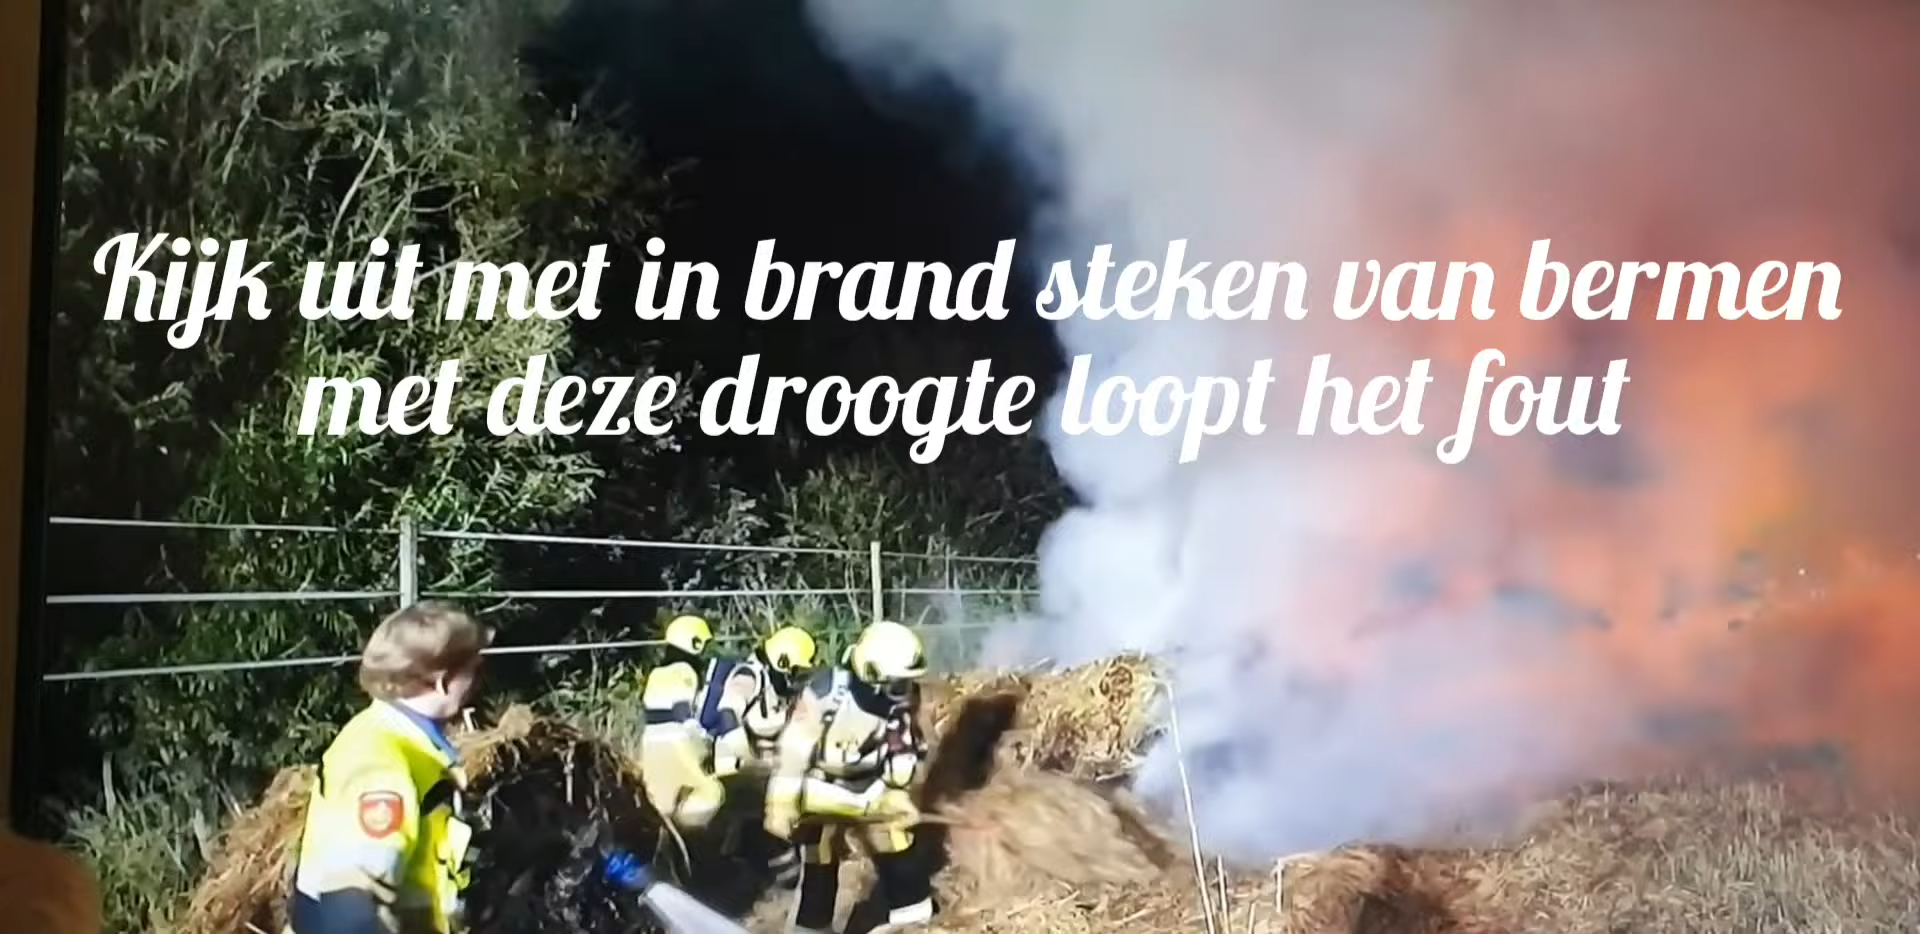 Kijk uit met in brand steken van bermen
met deze droogte loopt het fout